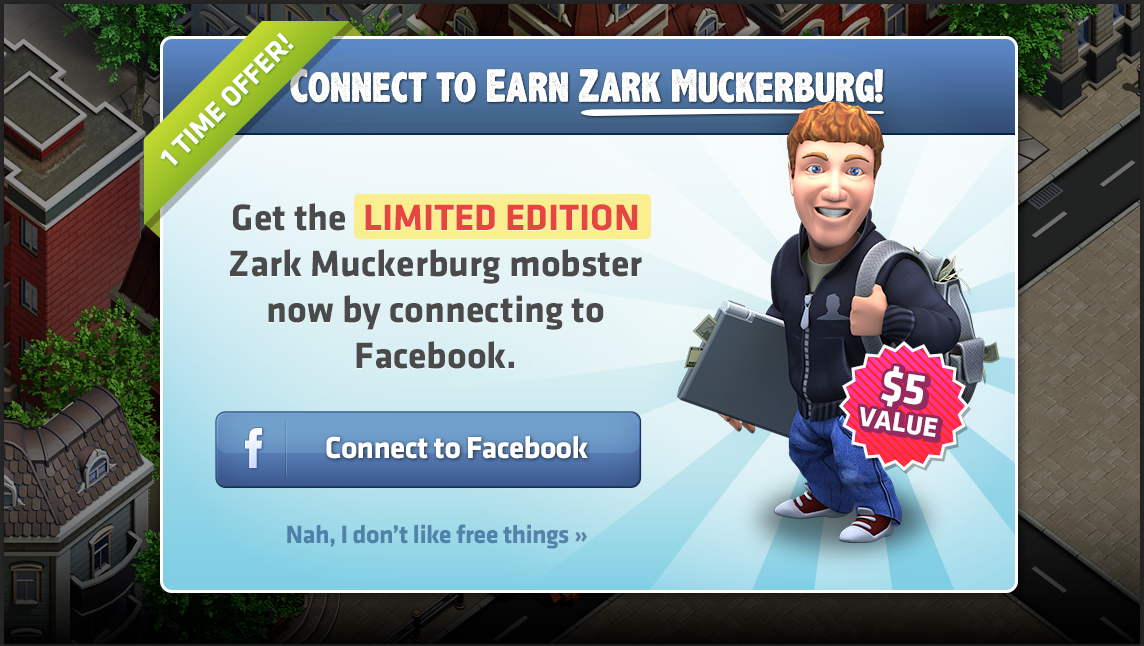 1 TIME OFFER!
CONNECT TO EARN ZARK MUCKERBURG!
Get the LIMITED EDITION
Zark Muckerburg mobster
now by connecting to
Facebook.
f Connect to Facebook
Nah, I don't like free things »
$5
VALUE